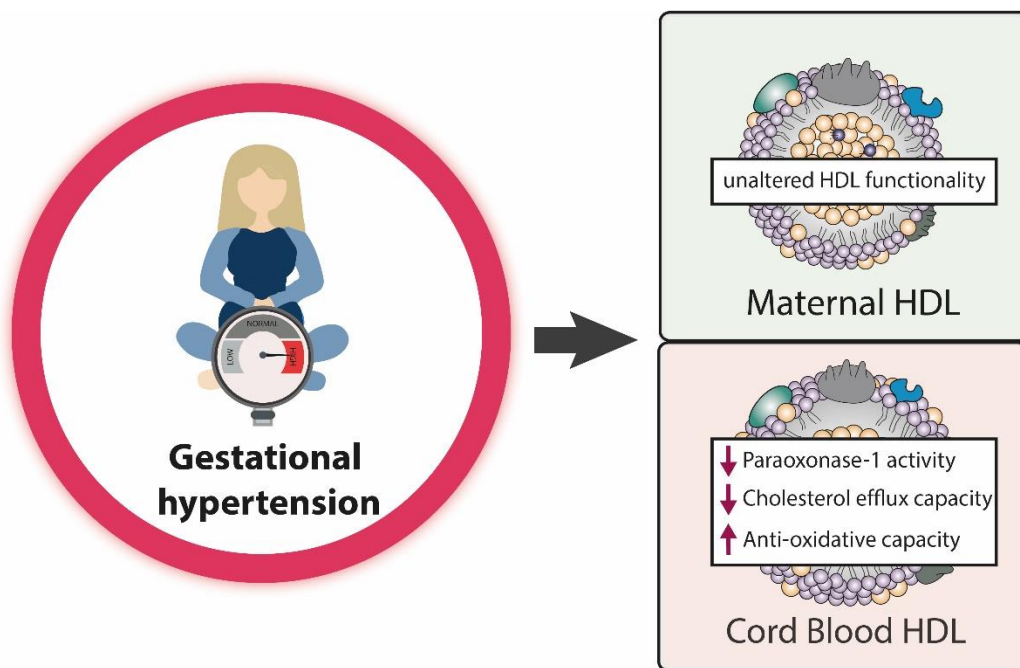 NORMAL
LOW
HIGH
Gestational
hypertension
unaltered HDL functionality
Maternal HDL
Paraoxonase-1 activity
Cholesterol efflux capacity
Anti-oxidative capacity
Cord Blood HDL